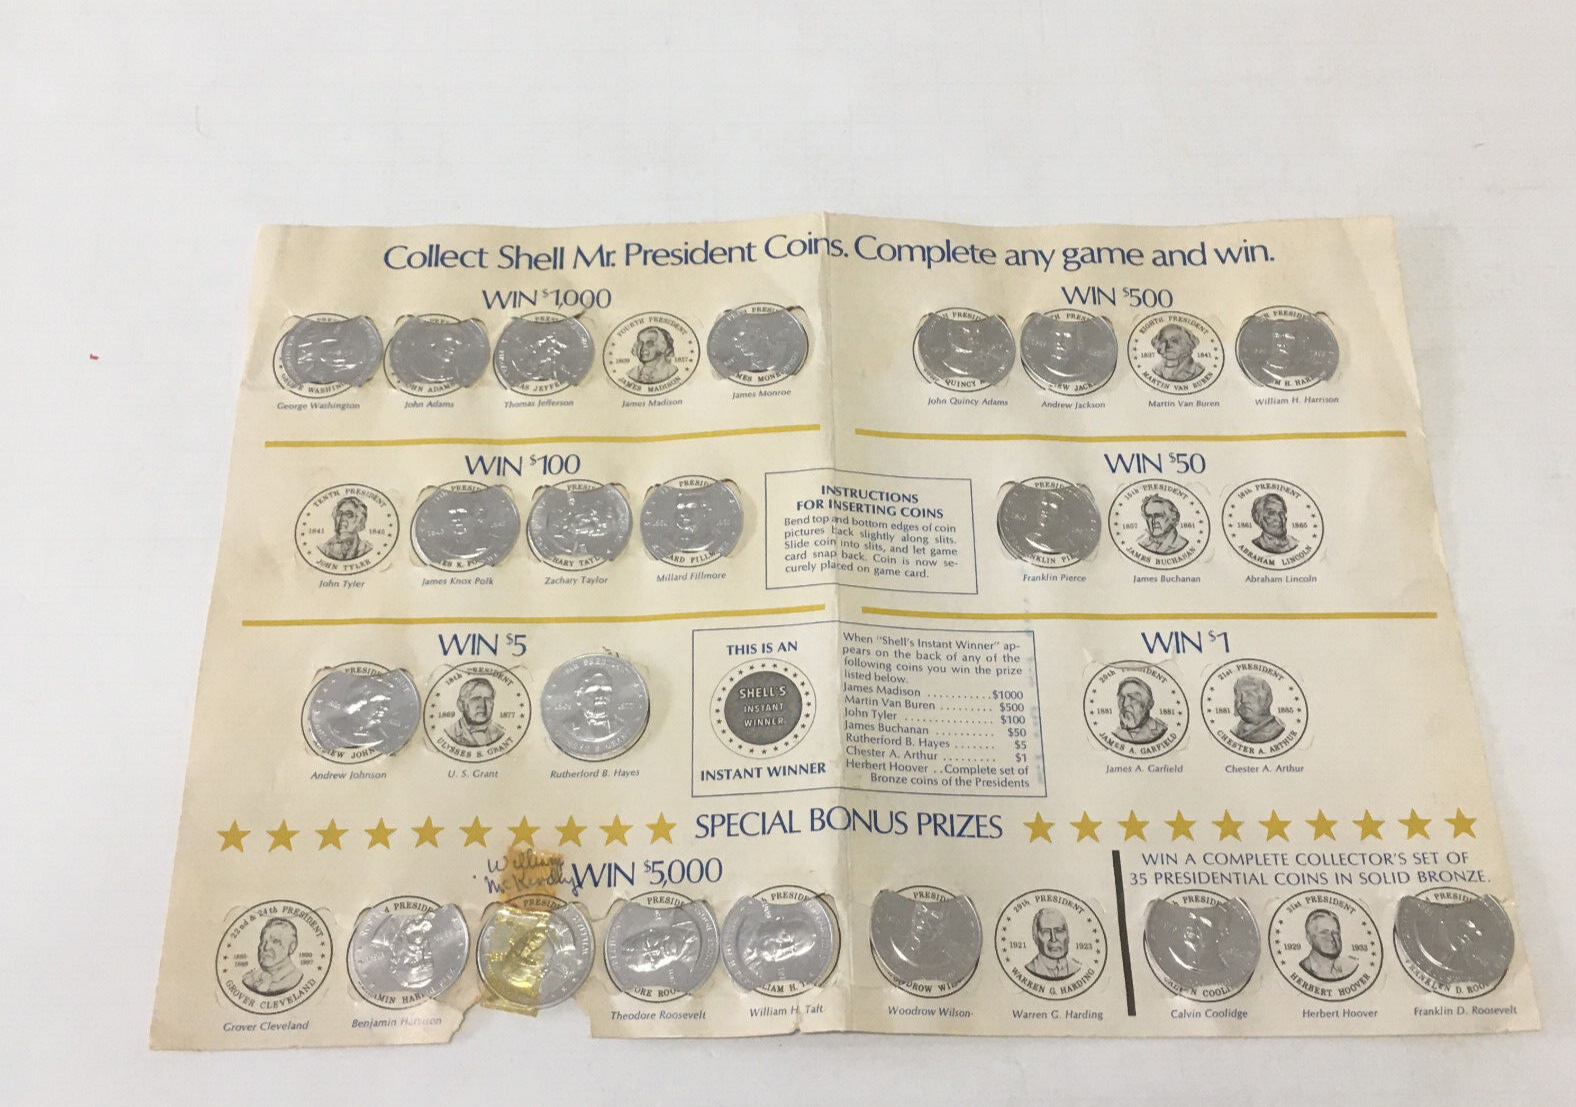 Collect Shell Mr. President Coins. Complete any game and win.
WIN $1,000
George Washington
John Adams
Thomas Jefferson
FOURTH PRESIDENT
1809 1817
JAMES MADISON
James Madison
James Monroe
WIN $500
John Quincy Adams
Andrew Jackson
EIGHTH PRESIDENT
1837 1841
MARTIN VAN BUREN
Martin Van Buren
William H. Harrison
WIN $100
TENTH PRESIDENT
1841 1845
JOHN TYLER
John Tyler
James Knox Polk
Zachary Taylor
Millard Fillmore
INSTRUCTIONS
FOR INSERTING COINS
Bend top and bottom edges of coin
pictures back slightly along slits.
Slide coin into slits, and let game
card snap back. Coin is now se-
curely placed on game card.
WIN $50
Franklin Pierce
15th PRESIDENT
1857 1861
JAMES BUCHANAN
James Buchanan
16th PRESIDENT
1861 1865
ABRAHAM LINCOLN
Abraham Lincoln
WIN $5
Andrew Johnson
18th PRESIDENT
1869 1877
ULYSSES S. GRANT
U. S. Grant
Rutherford B. Hayes
THIS IS AN
SHELL'S
INSTANT
WINNER
INSTANT WINNER
When "Shell's Instant Winner" ap-
pears on the back of any of the
following coins you win the prize
listed below.
James Madison ...........$1000
Martin Van Buren ......... $500
John Tyler .............. $100
James Buchanan .......... $50
Rutherford B. Hayes ....... $5
Chester A. Arthur ......... $1
Herbert Hoover ..Complete set of
Bronze coins of the Presidents
WIN $1
20th PRESIDENT
1881 1881
JAMES A. GARFIELD
James A. Garfield
21st PRESIDENT
1881 1885
CHESTER A. ARTHUR
Chester A. Arthur
SPECIAL BONUS PRIZES
William
WIN $5,000
22nd & 24th PRESIDENT
GROVER CLEVELAND
Grover Cleveland
Benjamin Harrison
Theodore Roosevelt
William H. Taft
Woodrow Wilson
29th PRESIDENT
1921 1923
WARREN G. HARDING
Warren G. Harding
WIN A COMPLETE COLLECTOR'S SET OF
35 PRESIDENTIAL COINS IN SOLID BRONZE.
Calvin Coolidge
31st PRESIDENT
1929 1933
HERBERT HOOVER
Herbert Hoover
Franklin D. Roosevelt